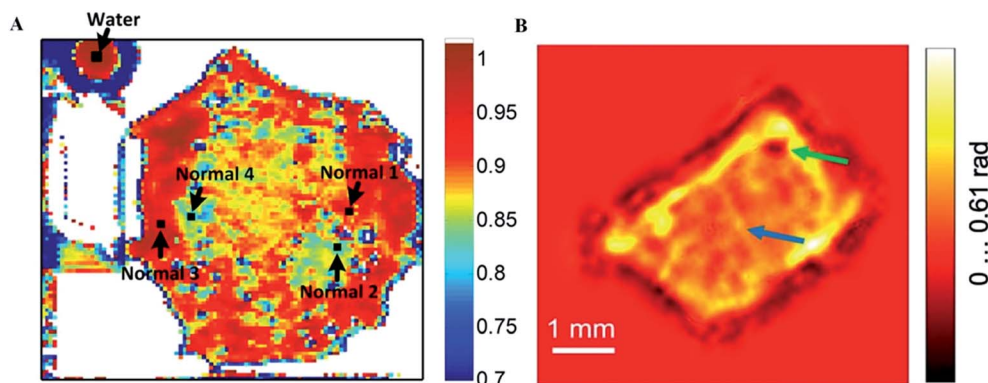 A
Water
Normal 4
Normal 1
Normal 3
Normal 2
1
0.95
0.9
0.85
0.8
0.75
0.7
B
1 mm
0 ... 0.61 rad